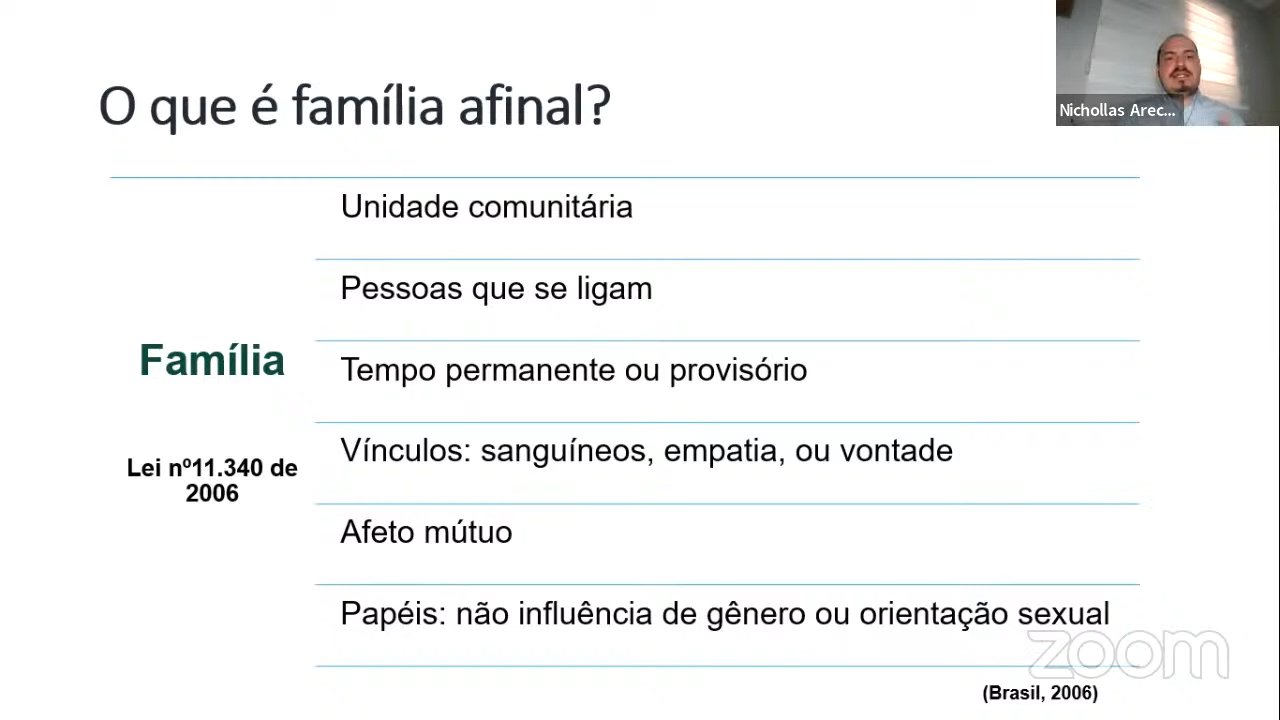 O que é família afinal?
Nichollas Arec...
Unidade comunitária
Pessoas que se ligam
Família
Tempo permanente ou provisório
Lei nº11.340 de
2006
Vínculos: sanguíneos, empatia, ou vontade
Afeto mútuo
Papéis: não influência de gênero ou orientação sexual
zoom
(Brasil, 2006)